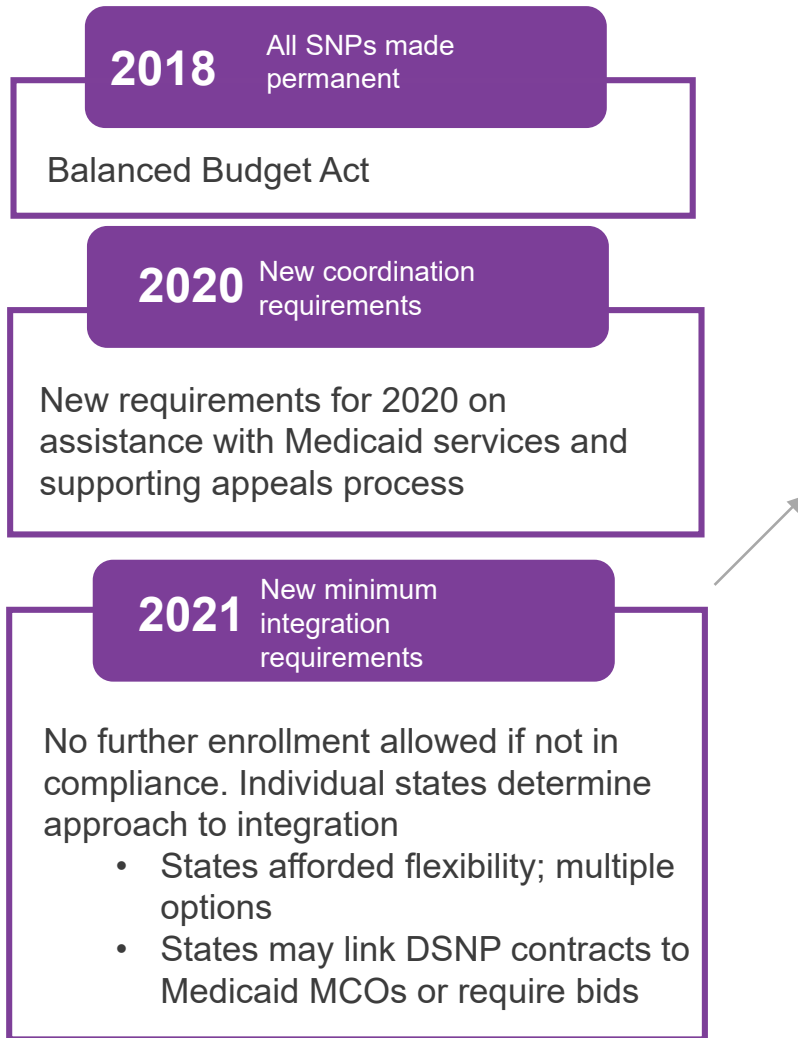 2018
All SNPs made
permanent
Balanced Budget Act
2020
New coordination
requirements
New requirements for 2020 on
assistance with Medicaid services and
supporting appeals process
2021
New minimum
integration
requirements
No further enrollment allowed if not in
compliance. Individual states determine
approach to integration
• States afforded flexibility; multiple
options
• States may link DSNP contracts to
Medicaid MCOs or require bids